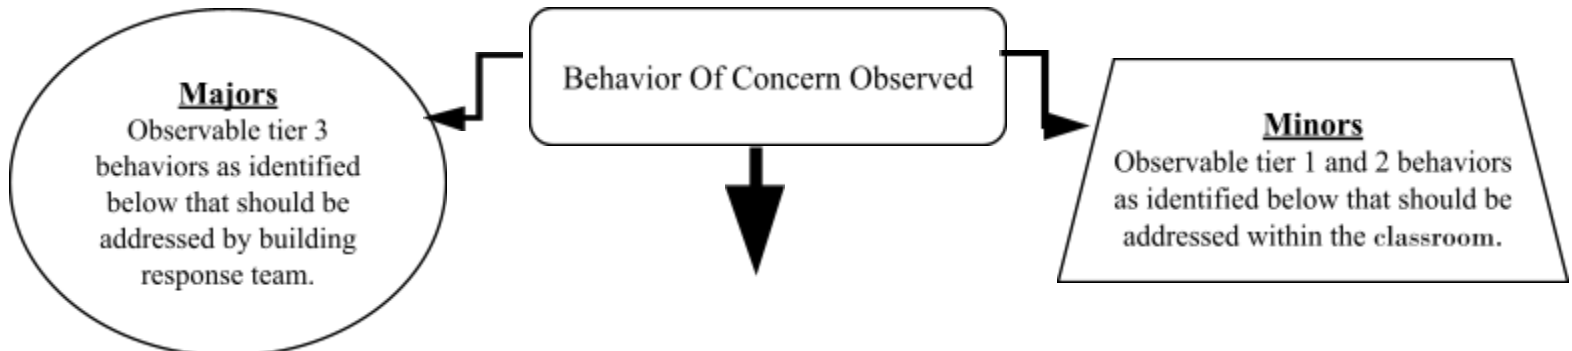 Behavior Of Concern Observed
Majors
Observable tier 3
behaviors as identified
below that should be
addressed by building
response team.
Minors
Observable tier 1 and 2 behaviors
as identified below that should be
addressed within the classroom.